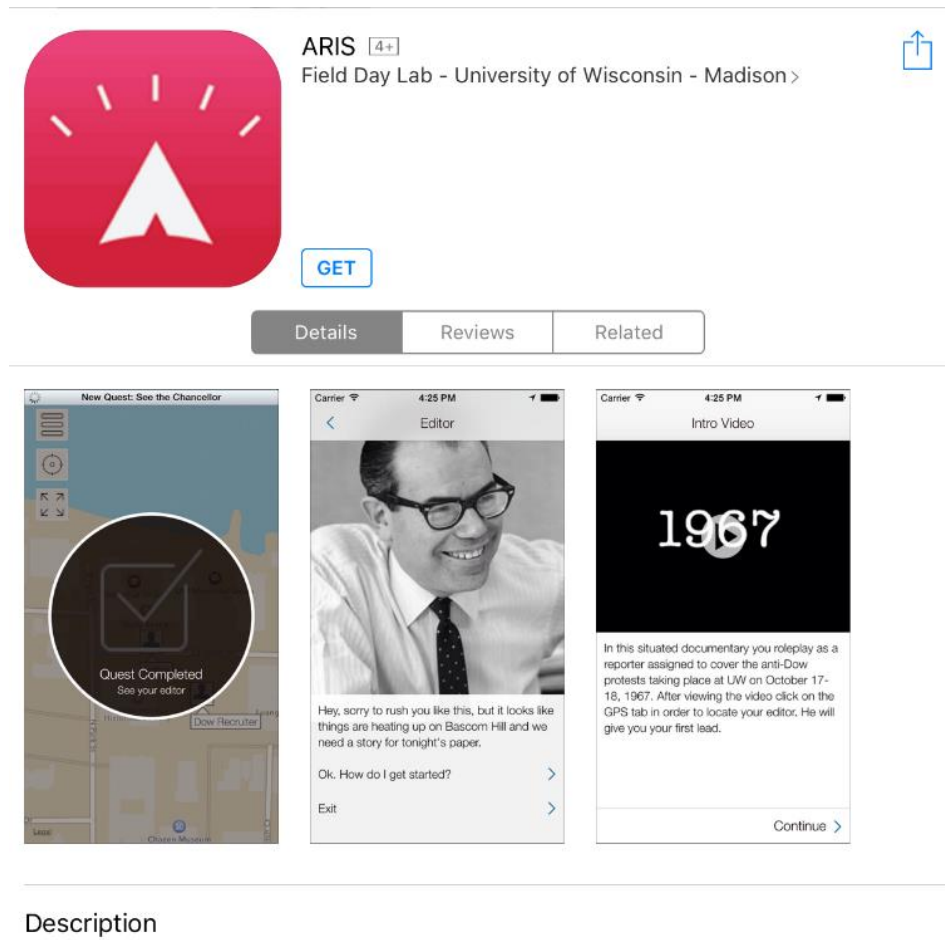 ARIS 4+
Field Day Lab - University of Wisconsin - Madison >
GET
Details Reviews Related
New Quest: See the Chancellor
Quest Completed
See your editor
Dow Recruiter
Legal
Chazen Museum
Carrier 4:25 PM
Editor
Hey, sorry to rush you like this, but it looks like
things are heating up on Bascom Hill and we
need a story for tonight's paper.
Ok. How do I get started? >
Exit >
Carrier 4:25 PM
Intro Video
1967
In this situated documentary you roleplay as a
reporter assigned to cover the anti-Dow
protests taking place at UW on October 17-
18, 1967. After viewing the video click on the
GPS tab in order to locate your editor. He will
give you your first lead.
Continue >
Description